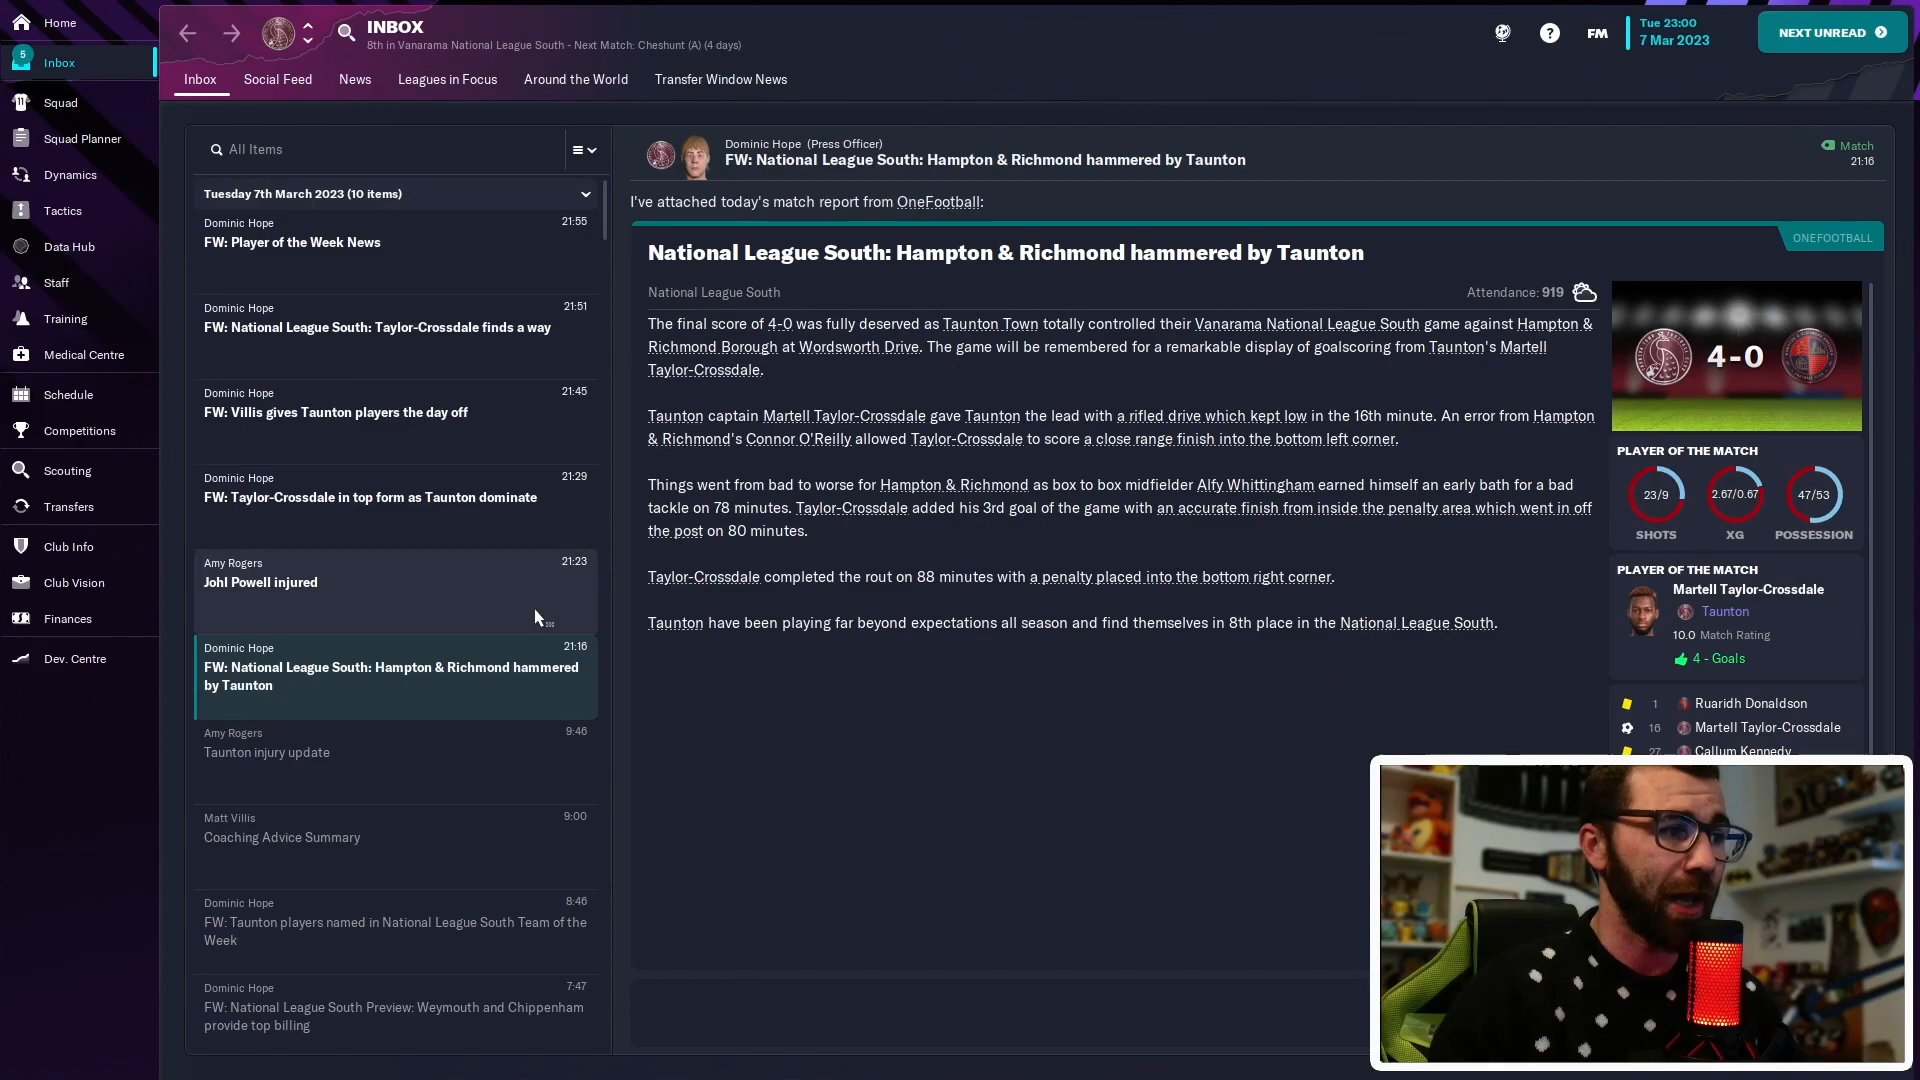 Home
5
Inbox
Squad
Squad Planner
Dynamics
Tactics
Data Hub
Staff
Training
Medical Centre
Schedule
Competitions
Scouting
Transfers
Club Info
Club Vision
Finances
Dev. Centre
INBOX
8th in Vanarama National League South - Next Match: Cheshunt (A) (4 days)
FM
Tue 23:00
7 Mar 2023
NEXT UNREAD
Inbox Social Feed News Leagues in Focus Around the World Transfer Window News
All Items
Tuesday 7th March 2023 (10 items)
Dominic Hope 21:55
FW: Player of the Week News
Dominic Hope 21:51
FW: National League South: Taylor-Crossdale finds a way
Dominic Hope 21:45
FW: Villis gives Taunton players the day off
Dominic Hope 21:29
FW: Taylor-Crossdale in top form as Taunton dominate
Amy Rogers 21:23
Johl Powell injured
Dominic Hope 21:16
FW: National League South: Hampton & Richmond hammered
by Taunton
Amy Rogers 9:46
Taunton injury update
Matt Villis 9:00
Coaching Advice Summary
Dominic Hope 8:46
FW: Taunton players named in National League South Team of the
Week
Dominic Hope 7:47
FW: National League South Preview: Weymouth and Chippenham
provide top billing
Dominic Hope (Press Officer)
FW: National League South: Hampton & Richmond hammered by Taunton
Match
21:16
I've attached today's match report from OneFootball:
ONEFOOTBALL
National League South: Hampton & Richmond hammered by Taunton
National League South Attendance: 919
The final score of 4-0 was fully deserved as Taunton Town totally controlled their Vanarama National League South game against Hampton &
Richmond Borough at Wordsworth Drive. The game will be remembered for a remarkable display of goalscoring from Taunton's Martell
Taylor-Crossdale.
Taunton captain Martell Taylor-Crossdale gave Taunton the lead with a rifled drive which kept low in the 16th minute. An error from Hampton
& Richmond's Connor O'Reilly allowed Taylor-Crossdale to score a close range finish into the bottom left corner.
Things went from bad to worse for Hampton & Richmond as box to box midfielder Alfy Whittingham earned himself an early bath for a bad
tackle on 78 minutes. Taylor-Crossdale added his 3rd goal of the game with an accurate finish from inside the penalty area which went in off
the post on 80 minutes.
Taylor-Crossdale completed the rout on 88 minutes with a penalty placed into the bottom right corner.
Taunton have been playing far beyond expectations all season and find themselves in 8th place in the National League South.
4-0
PLAYER OF THE MATCH
23/9 2.67/0.67 47/53
SHOTS XG POSSESSION
PLAYER OF THE MATCH
Martell Taylor-Crossdale
Taunton
10.0 Match Rating
4 - Goals
1 Ruaridh Donaldson
16 Martell Taylor-Crossdale
27 Callum Kennedy